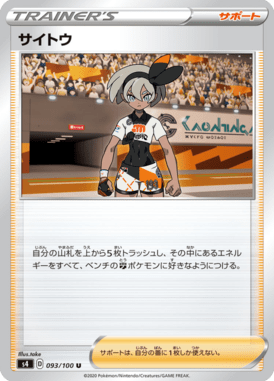 TRAINER'S
サポート
サイトウ
自分の山札を上から5枚トラッシュし、その中にあるエネル
ギーをすべて、ベンチのポケモンに好きなようにつける。
Illus.take
s4 D 093/100 U
サポートは、自分の番に1枚しか使えない。
©2020 Pokémon/Nintendo/Creatures/GAME FREAK.